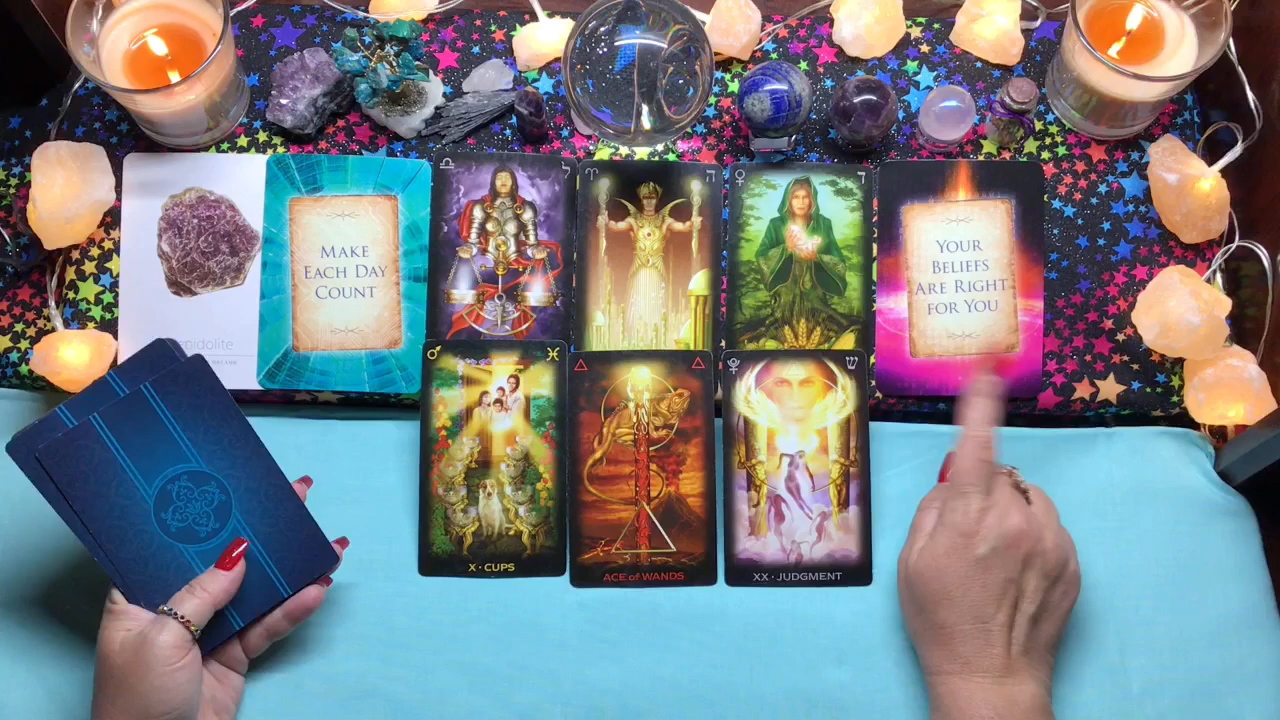 MAKE
EACH DAY
COUNT
YOUR
BELIEFS
ARE RIGHT
FOR YOU
X · CUPS
ACE of WANDS
XX · JUDGMENT